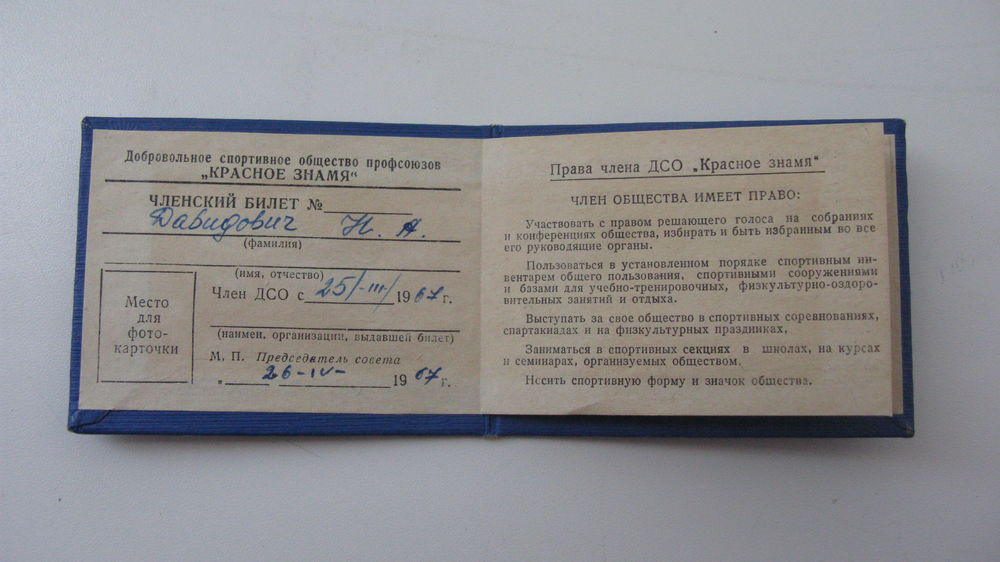 Добровольное спортивное общество профсоюзов
„КРАСНОЕ ЗНАМЯ“
ЧЛЕНСКИЙ БИЛЕТ №
Давидович Н. А.
(фамилия)
(имя, отчество)
Член ДСО с 25/-III/ 1967 г.
(наимен. организации, выдавшей билет)
Место
для
фото-
карточки
М. П. Председатель совета
„ 26-IV- 1967 г.
Права члена ДСО „Красное знамя“
ЧЛЕН ОБЩЕСТВА ИМЕЕТ ПРАВО:
Участвовать с правом решающего голоса на собраниях
и конференциях общества, избирать и быть избранным во все
его руководящие органы.
Пользоваться в установленном порядке спортивным ин-
вентарем общего пользования, спортивными сооружениями
и базами для учебно-тренировочных, физкультурно-оздоро-
вительных занятий и отдыха.
Выступать за свое общество в спортивных соревнованиях,
спартакиадах и на физкультурных праздниках.
Заниматься в спортивных секциях в школах, на курсах
и семинарах, организуемых обществом.
Носить спортивную форму и значок общества.